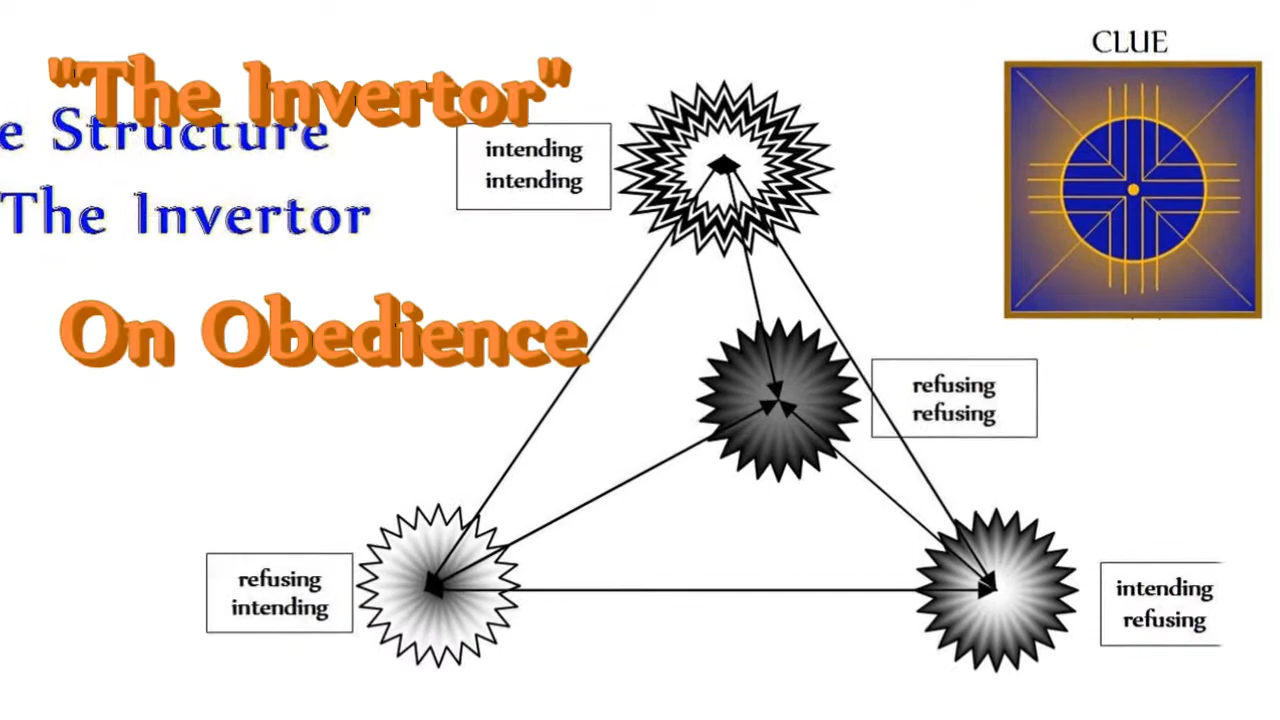 "The Invertor"
e Structure
The Invertor
On Obedience
CLUE
intending
intending
refusing
refusing
refusing
intending
intending
refusing